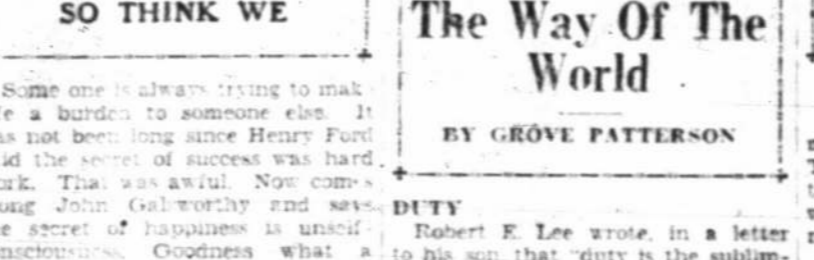 SO THINK WE
Some one is always trying to mak
fe a burden to someone else. It
as not been long since Henry Ford
id the secret of success was hard
ork. That was awful. Now comes
ong John Galsworthy and says
e secret of happiness is unself-
nsciousness. Goodness what a
The Way Of The
World
BY GROVE PATTERSON
DUTY
Robert E. Lee wrote, in a letter
to his son, that "duty is the sublim-